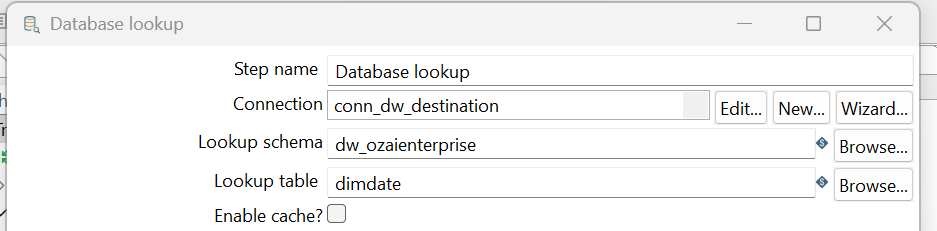 Database lookup
Step name Database lookup
Connection conn_dw_destination Edit... New... Wizard...
Lookup schema dw_ozaienterprise Browse...
Lookup table dimdate Browse...
Enable cache?